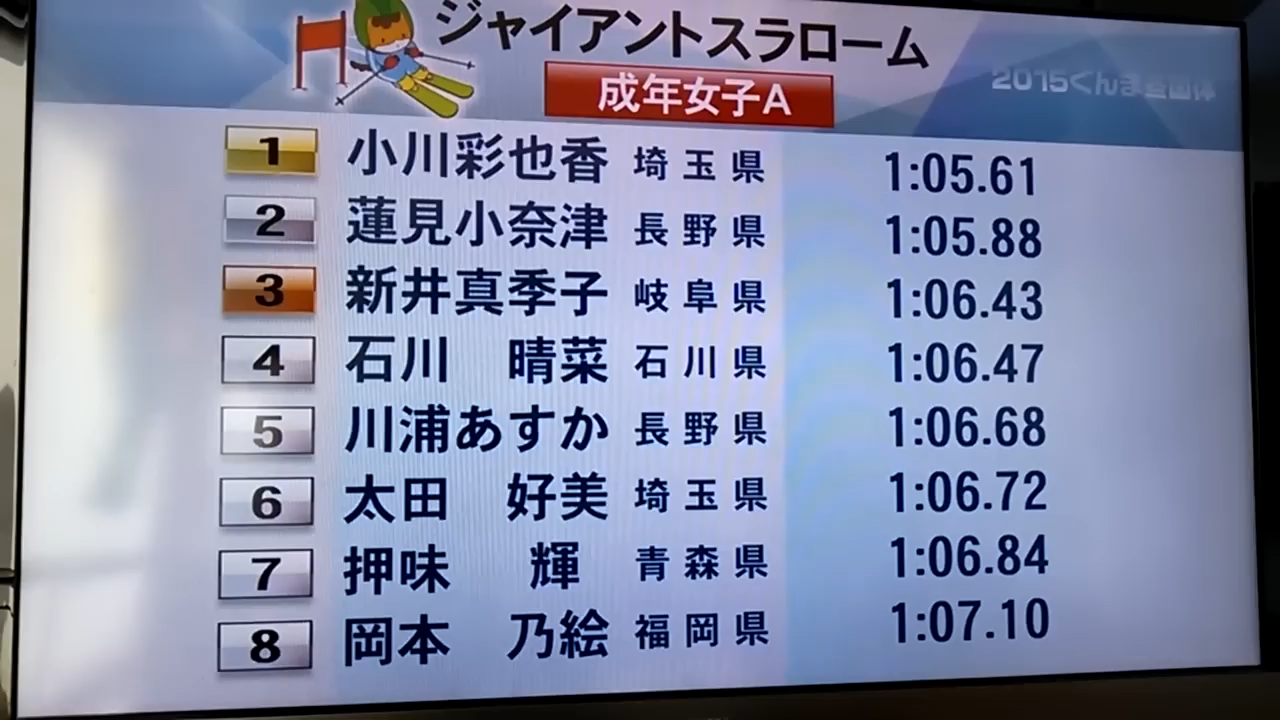 ジャイアントスラローム
成年女子A
2015ぐんま冬国体
1 小川彩也香 埼玉県 1:05.61
2 蓮見小奈津 長野県 1:05.88
3 新井真季子 岐阜県 1:06.43
4 石川 晴菜 石川県 1:06.47
5 川浦あすか 長野県 1:06.68
6 太田 好美 埼玉県 1:06.72
7 押味 輝 青森県 1:06.84
8 岡本 乃絵 福岡県 1:07.10